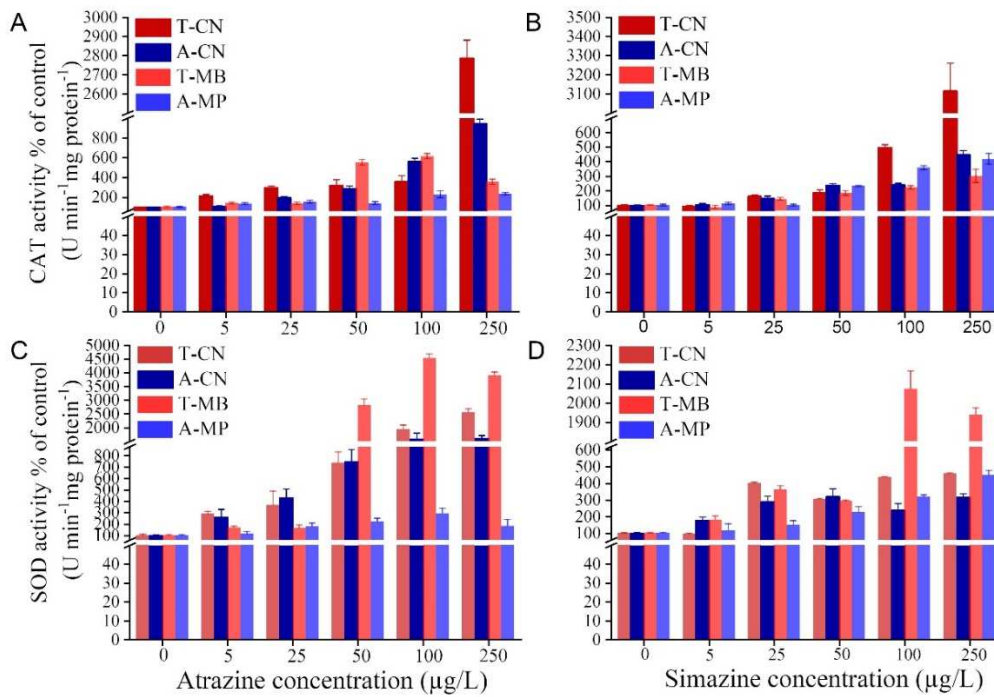 A
CAT activity % of control
(U min⁻¹mg protein⁻¹)
3000
2900
2800
2700
2600
800
600
400
200
40
30
20
10
0
T-CN
A-CN
T-MB
A-MP
0 5 25 50 100 250
B
3500
3400
3300
3200
3100
500
400
300
200
100
40
30
20
10
0
T-CN
A-CN
T-MB
A-MP
0 5 25 50 100 250
C
SOD activity % of control
(U min⁻¹mg protein⁻¹)
5000
4500
4000
3500
3000
2500
2000
800
700
600
500
400
300
200
100
50
40
30
20
10
0
T-CN
A-CN
T-MB
A-MP
0 5 25 50 100 250
Atrazine concentration (µg/L)
D
2300
2200
2100
2000
1900
600
500
400
300
200
100
50
40
30
20
10
0
T-CN
A-CN
T-MB
A-MP
0 5 25 50 100 250
Simazine concentration (µg/L)